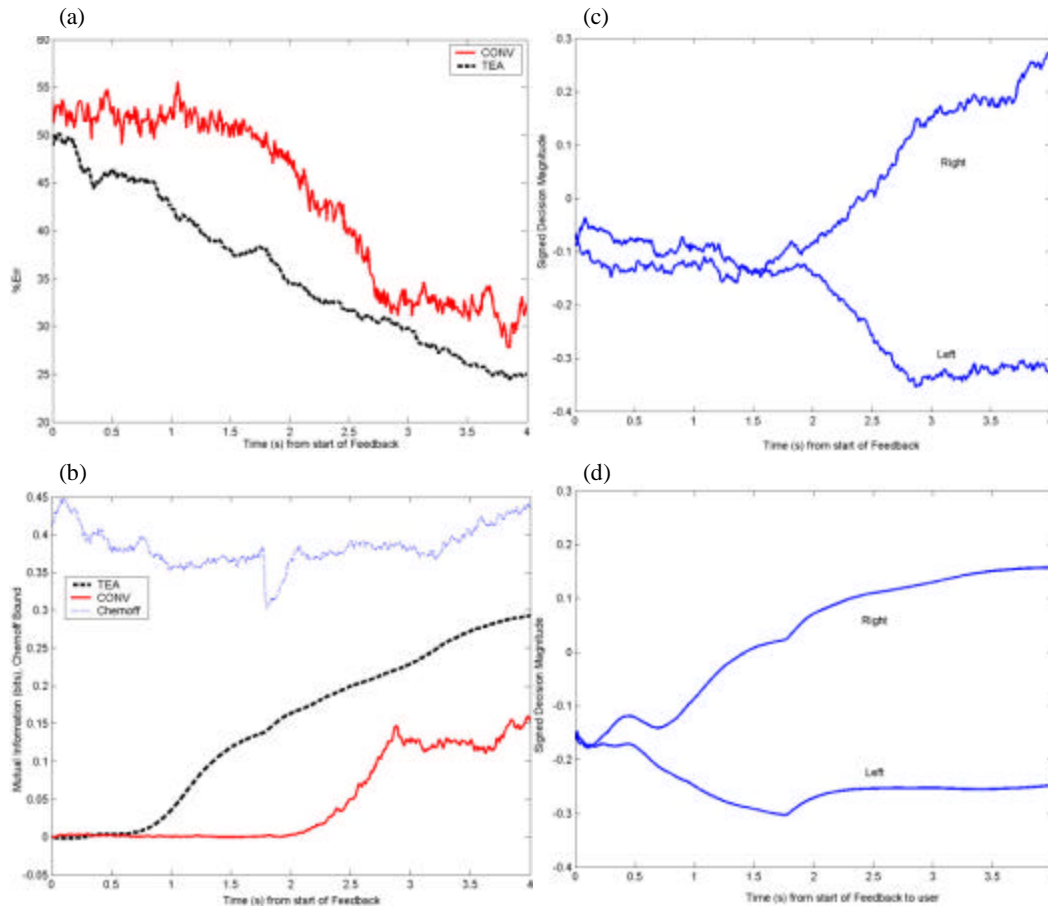 (a)
60
55
50
45
40
35
30
25
20
%Err
CONV
TEA
0 0.5 1 1.5 2 2.5 3 3.5 4
Time (s) from start of Feedback
(c)
0.3
0.2
0.1
0
-0.1
-0.2
-0.3
-0.4
Signed Decision Magnitude
Right
Left
0 0.5 1 1.5 2 2.5 3 3.5 4
Time (s) from start of Feedback
(b)
0.45
0.4
0.35
0.3
0.25
0.2
0.15
0.1
0.05
0
-0.05
Mutual Information (bits), Chernoff Bound
TEA
CONV
Chernoff
0 0.5 1 1.5 2 2.5 3 3.5 4
Time (s) from start of Feedback
(d)
0.3
0.2
0.1
0
-0.1
-0.2
-0.3
-0.4
Signed Decision Magnitude
Right
Left
0 0.5 1 1.5 2 2.5 3 3.5
Time (s) from start of Feedback to user